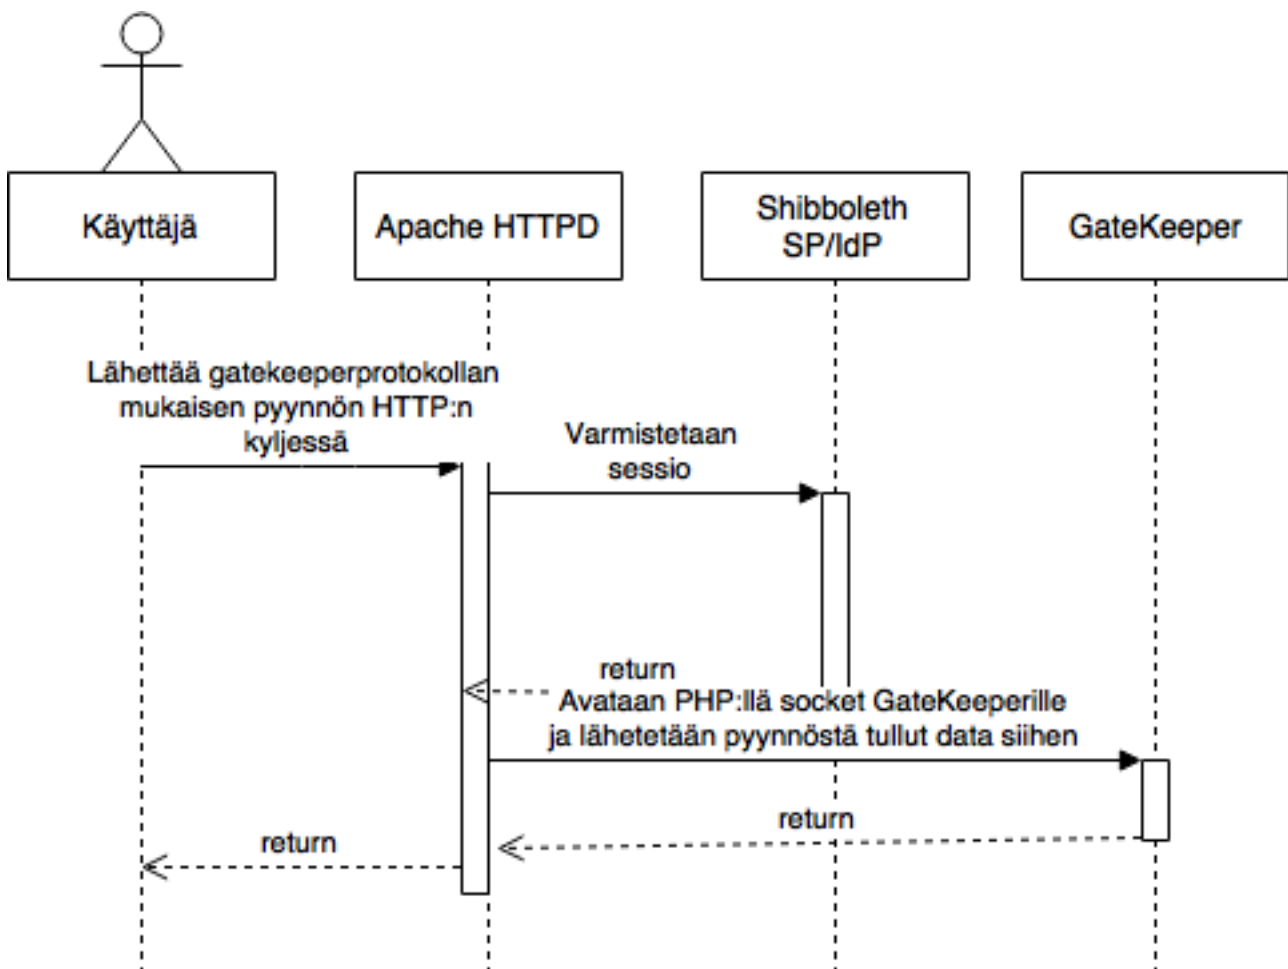 Käyttäjä
Apache HTTPD
Shibboleth
SP/IdP
GateKeeper
Lähettää gatekeeperprotokollan
mukaisen pyynnön HTTP:n
kyljessä
Varmistetaan
sessio
return
Avataan PHP:llä socket GateKeeperille
ja lähetetään pyynnöstä tullut data siihen
return
return